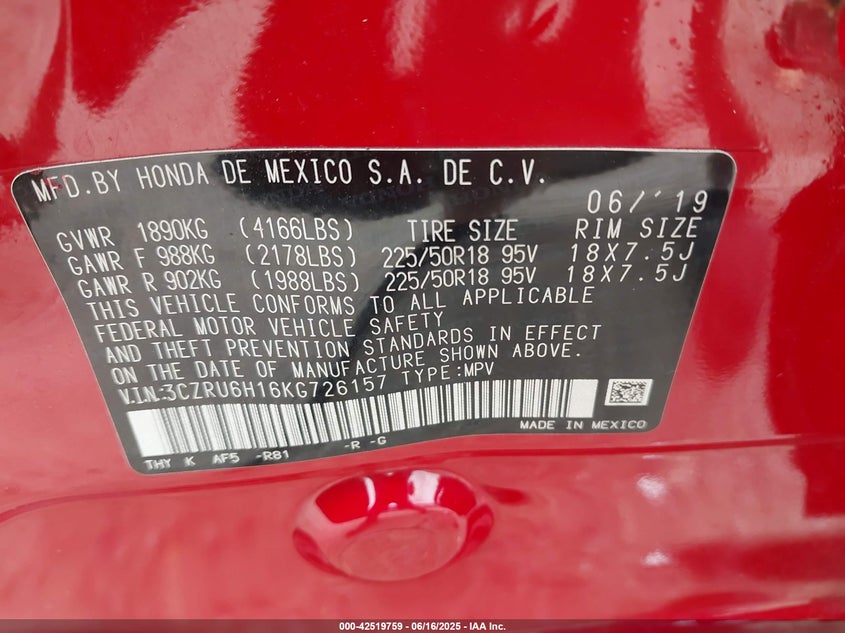 MFD.BY HONDA DE MEXICO S.A. DE C.V.
06/'19
GVWR 1890KG (4166LBS) TIRE SIZE RIM SIZE
GAWR F 988KG (2178LBS) 225/50R18 95V 18X7.5J
GAWR R 902KG (1988LBS) 225/50R18 95V 18X7.5J
THIS VEHICLE CONFORMS TO ALL APPLICABLE
FEDERAL MOTOR VEHICLE SAFETY
AND THEFT PREVENTION STANDARDS IN EFFECT
ON THE DATE OF MANUFACTURE SHOWN ABOVE.
V.I.N.:3CZRU6H16KG726157 TYPE:MPV
MADE IN MEXICO
THY K AF5 -R81 -R -G
000-42519759 - 06/16/2025 - IAA Inc.